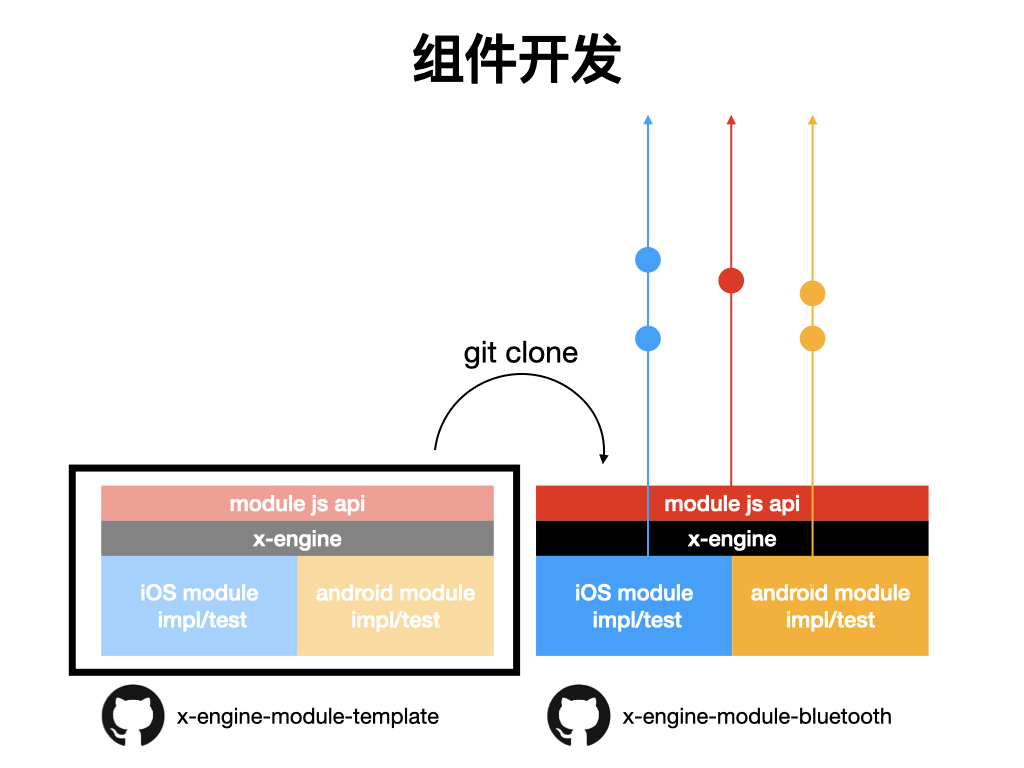 组件开发
git clone
module js api
x-engine
iOS module
impl/test
android module
impl/test
x-engine-module-template
module js api
x-engine
iOS module
impl/test
android module
impl/test
x-engine-module-bluetooth